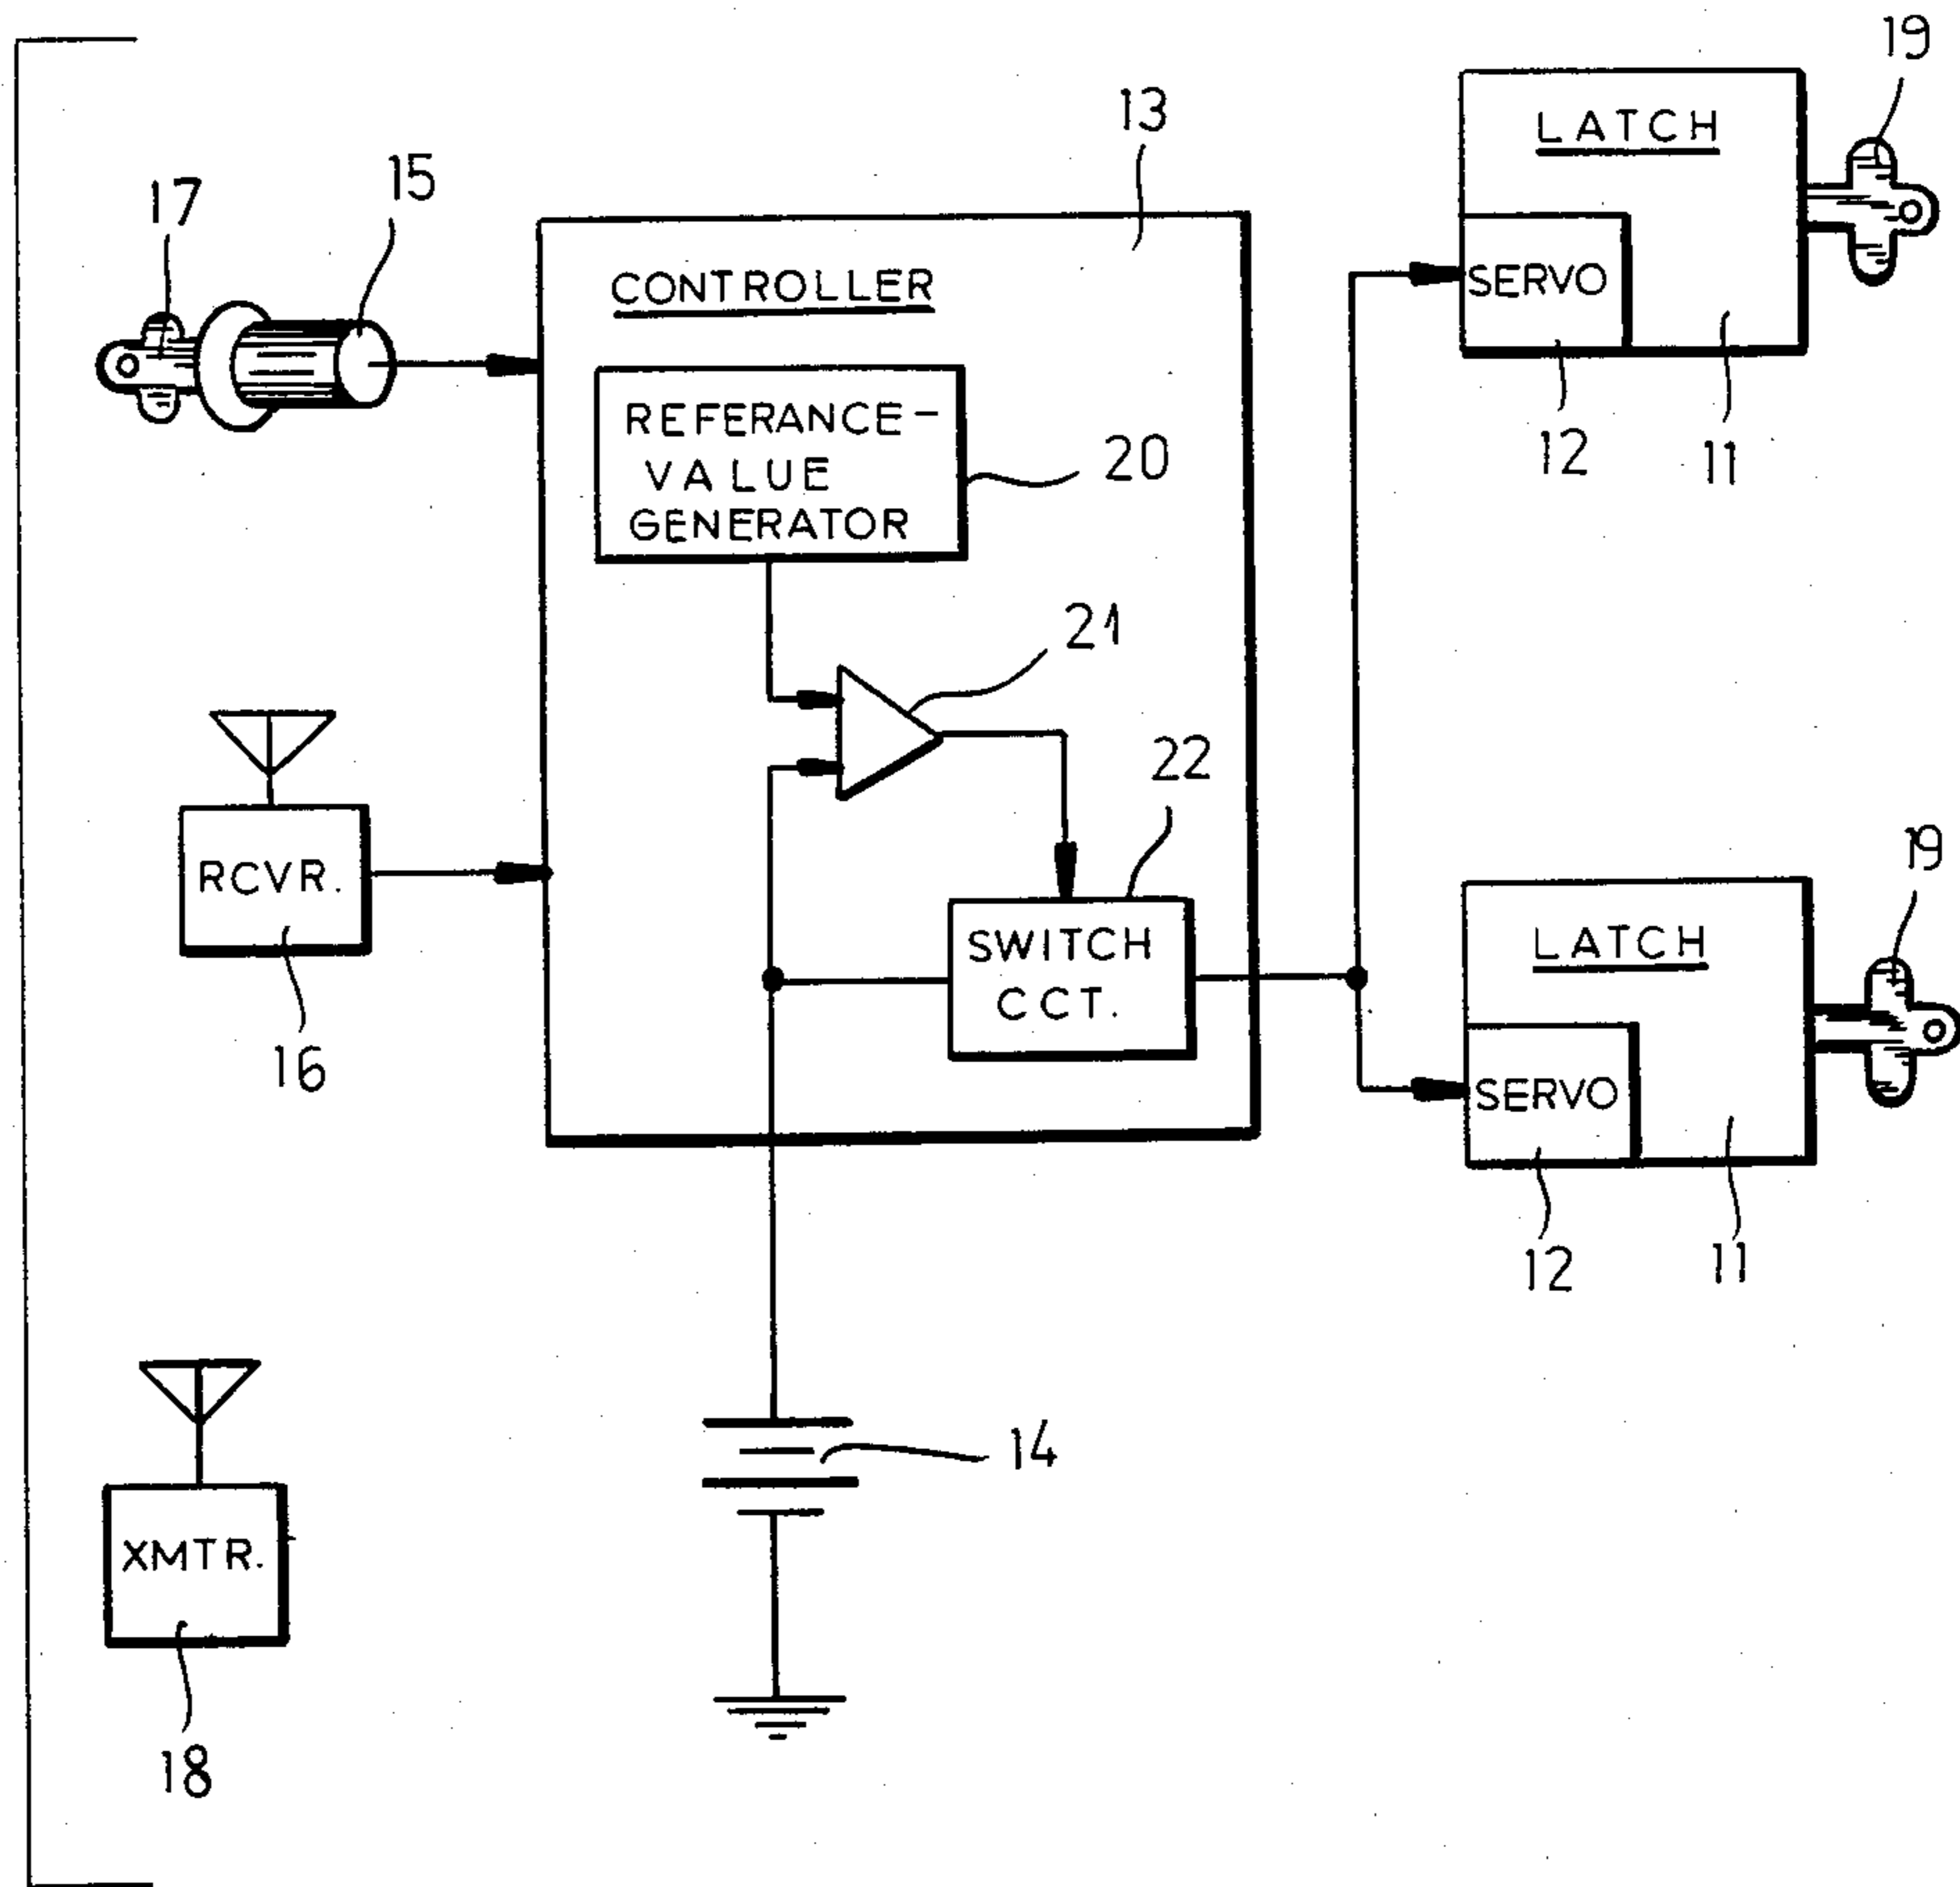 19
13
LATCH
15
17
CONTROLLER
SERVO
REFERANCE-
VALUE
GENERATOR
20
12
11
21
22
19
RCVR.
SWITCH
CCT.
LATCH
16
SERVO
12
11
14
XMTR.
18